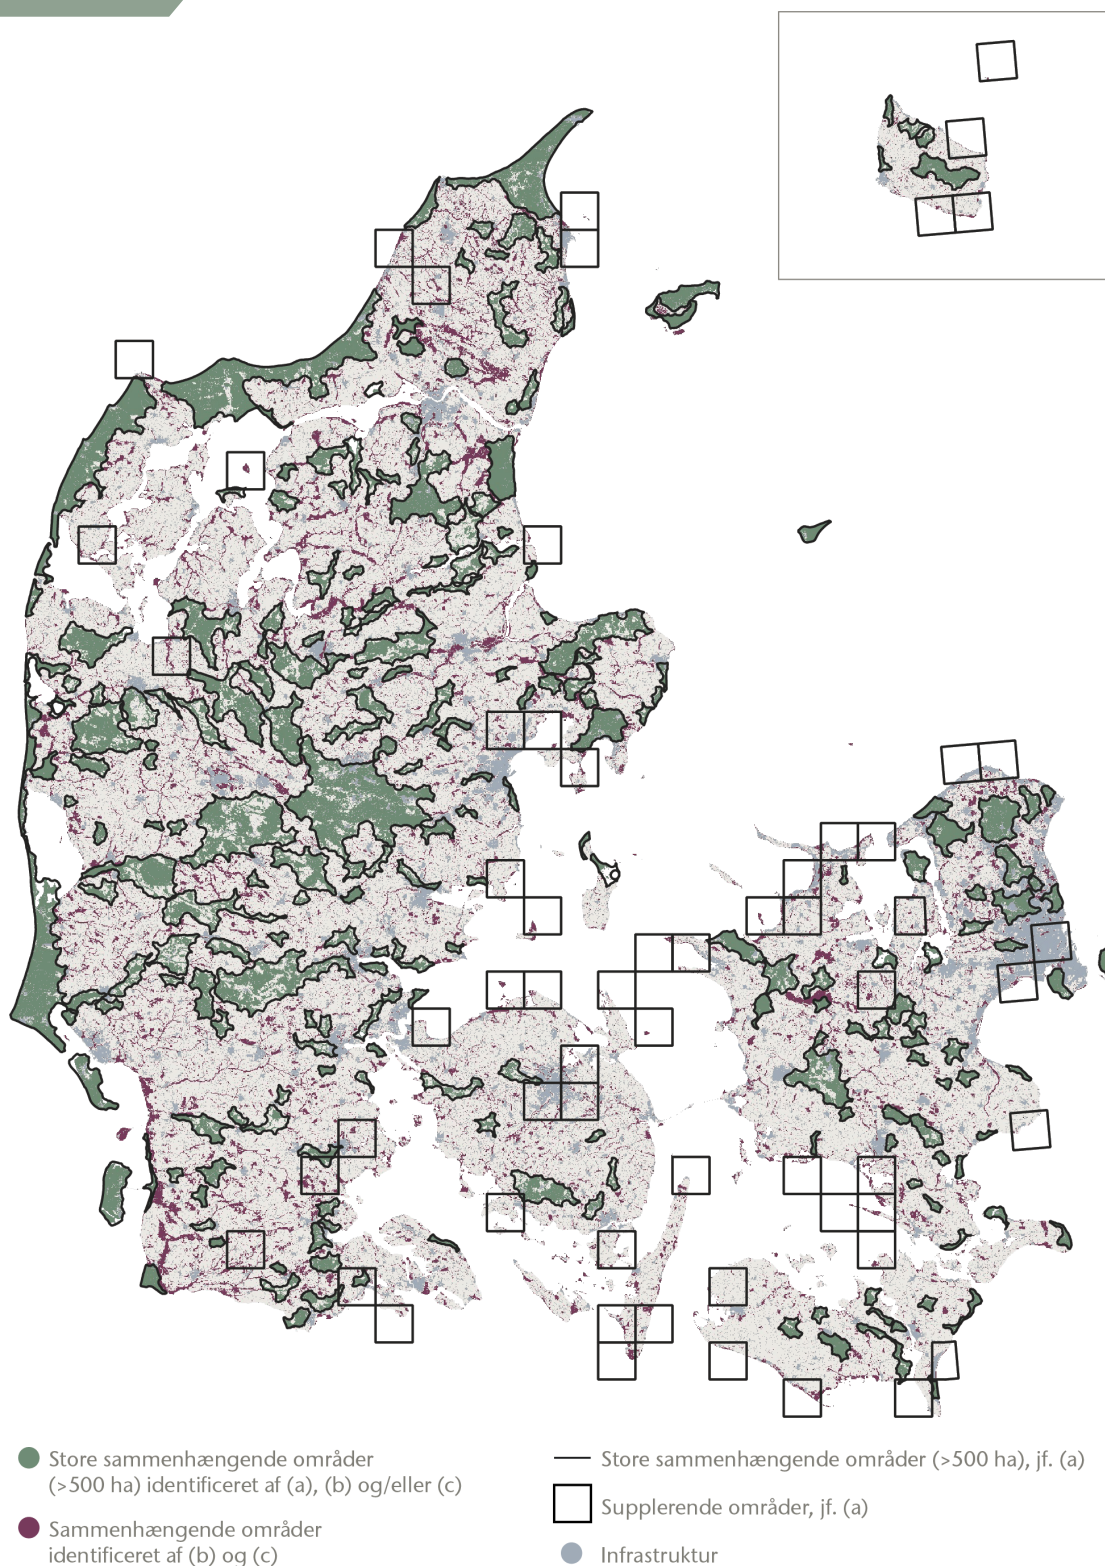 Store sammenhængende områder
(>500 ha) identificeret af (a), (b) og/eller (c)
Sammenhængende områder
identificeret af (b) og (c)
Store sammenhængende områder (>500 ha), jf. (a)
Supplerende områder, jf. (a)
Infrastruktur